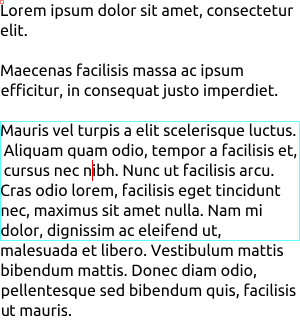 Lorem ipsum dolor sit amet, consectetur
elit.

Maecenas facilisis massa ac ipsum
efficitur, in consequat justo imperdiet.

Mauris vel turpis a elit scelerisque luctus.
Aliquam quam odio, tempor a facilisis et,
cursus nec nibh. Nunc ut facilisis arcu.
Cras odio lorem, facilisis eget tincidunt
nec, maximus sit amet nulla. Nam mi
dolor, dignissim ac eleifend ut,
malesuada et libero. Vestibulum mattis
bibendum mattis. Donec diam odio,
pellentesque sed bibendum quis, facilisis
ut mauris.